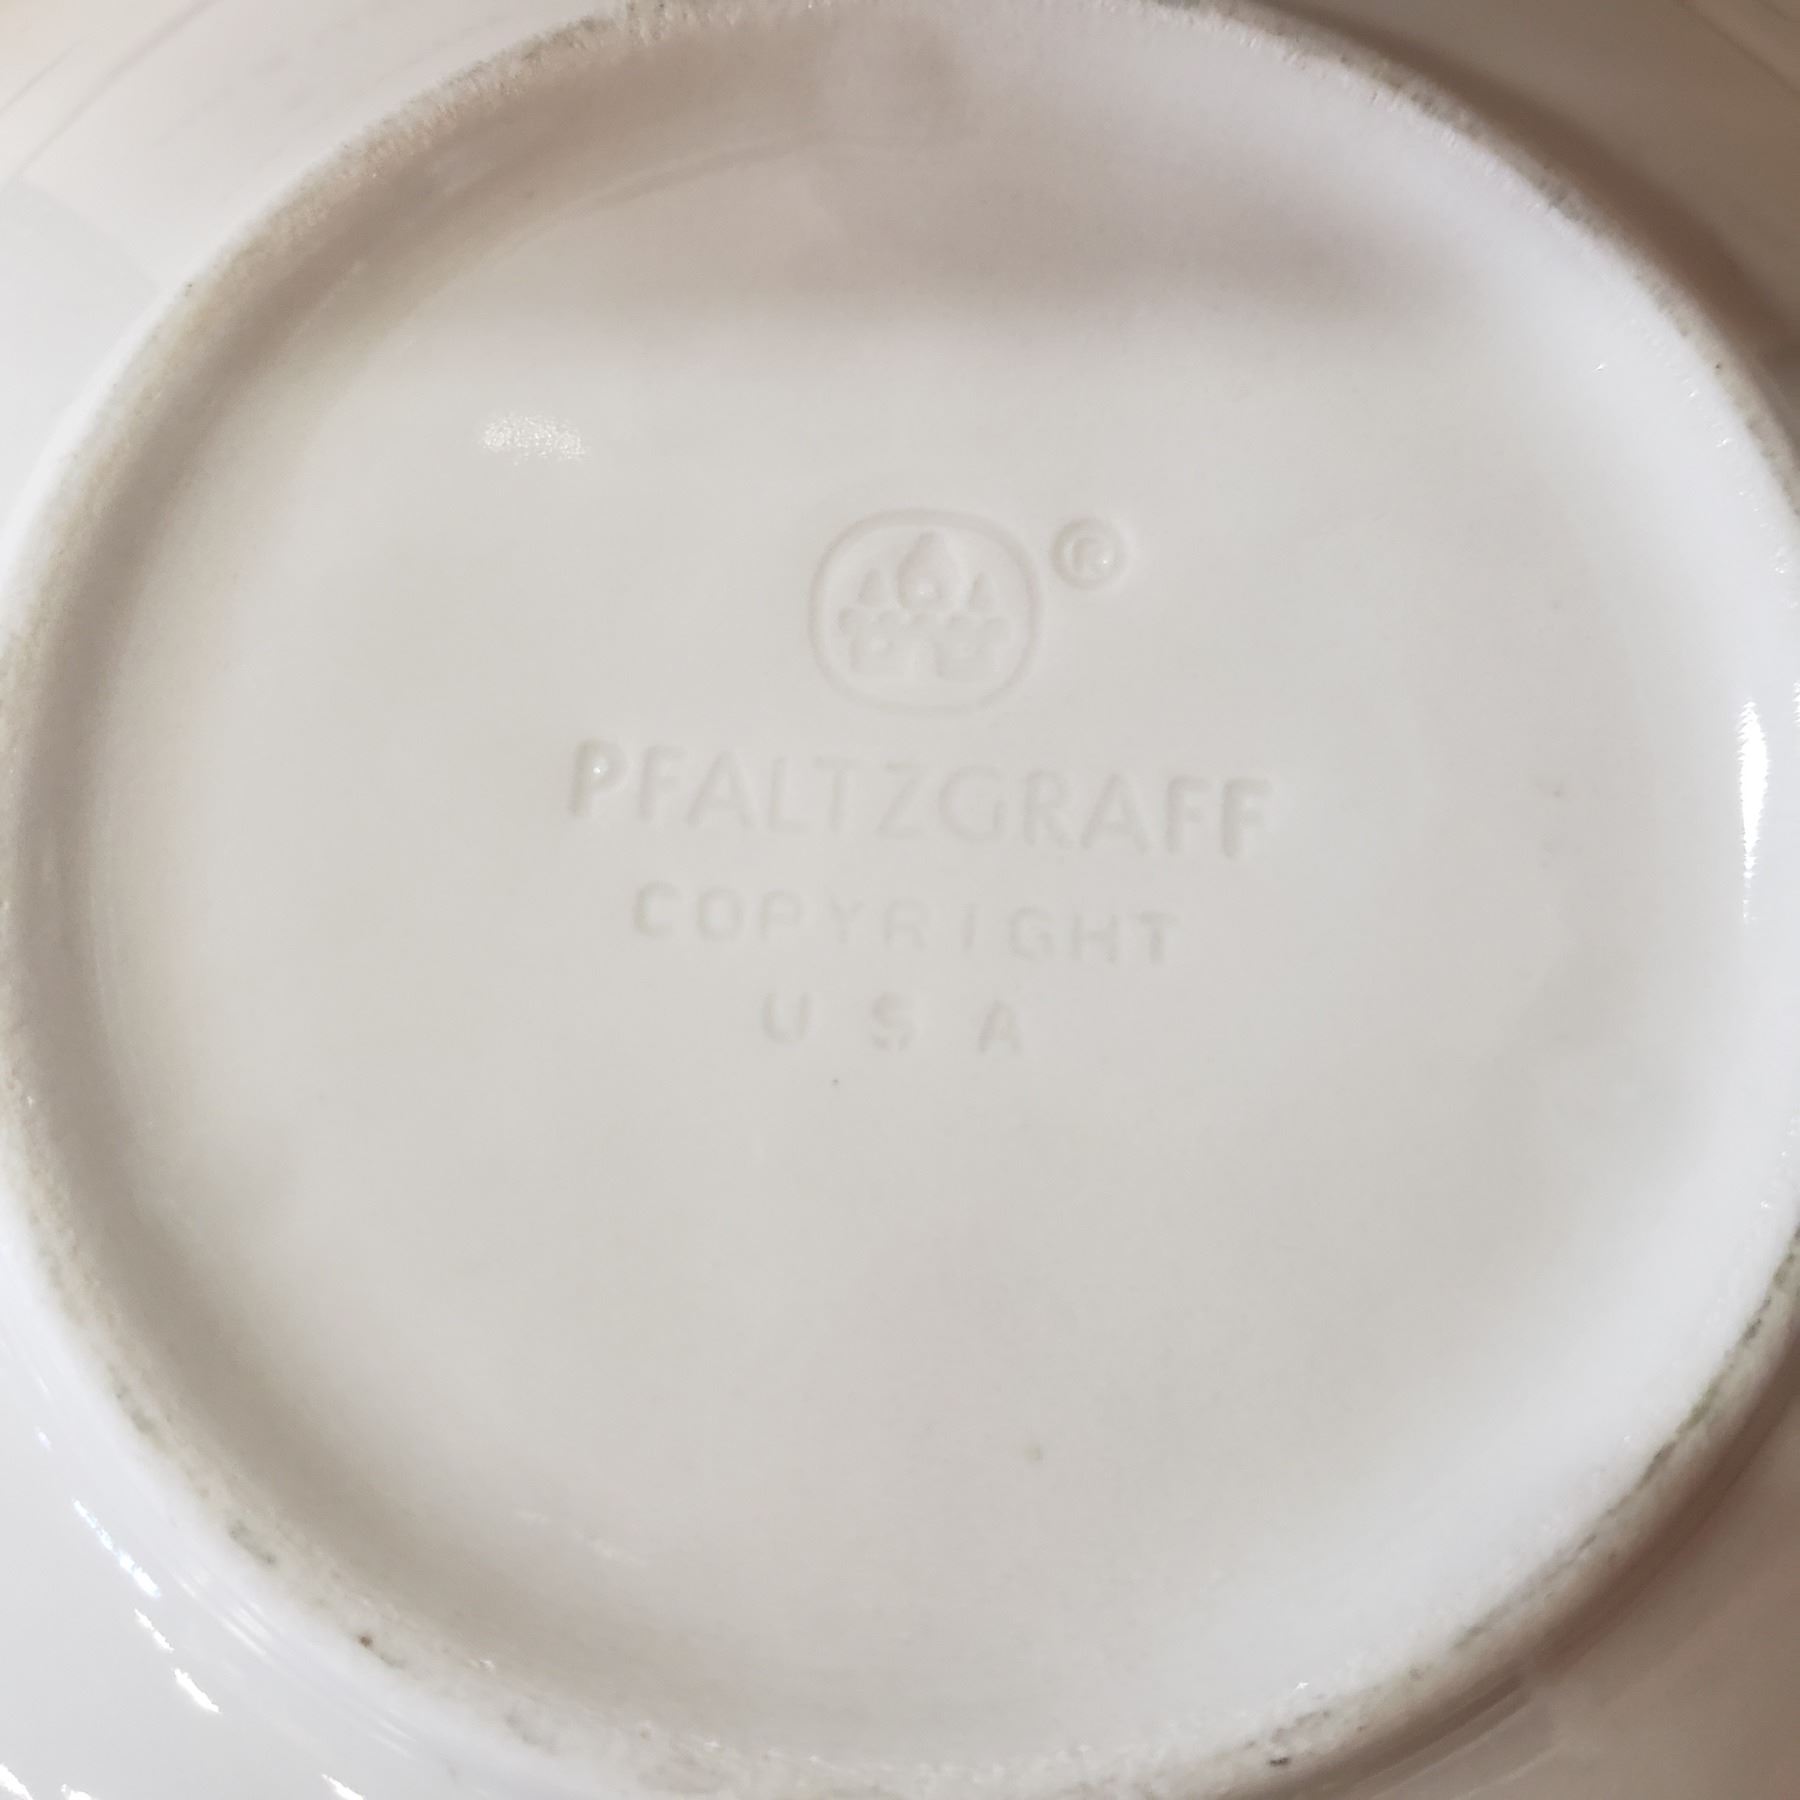 ®
PFALTZGRAFF
COPYRIGHT
U S A